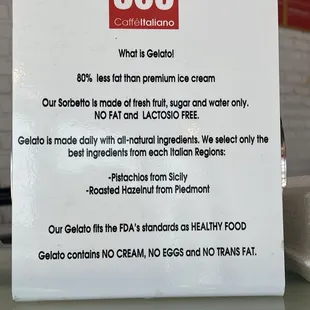 CaffèItaliano
What is Gelato!
80% less fat than premium ice cream
Our Sorbetto is made of fresh fruit, sugar and water only.
NO FAT and LACTOSIO FREE.
Gelato is made daily with all-natural ingredients. We select only the
best ingredients from each Italian Regions:
-Pistachios from Sicily
-Roasted Hazelnut from Piedmont
Our Gelato fits the FDA's standards as HEALTHY FOOD
Gelato contains NO CREAM, NO EGGS and NO TRANS FAT.